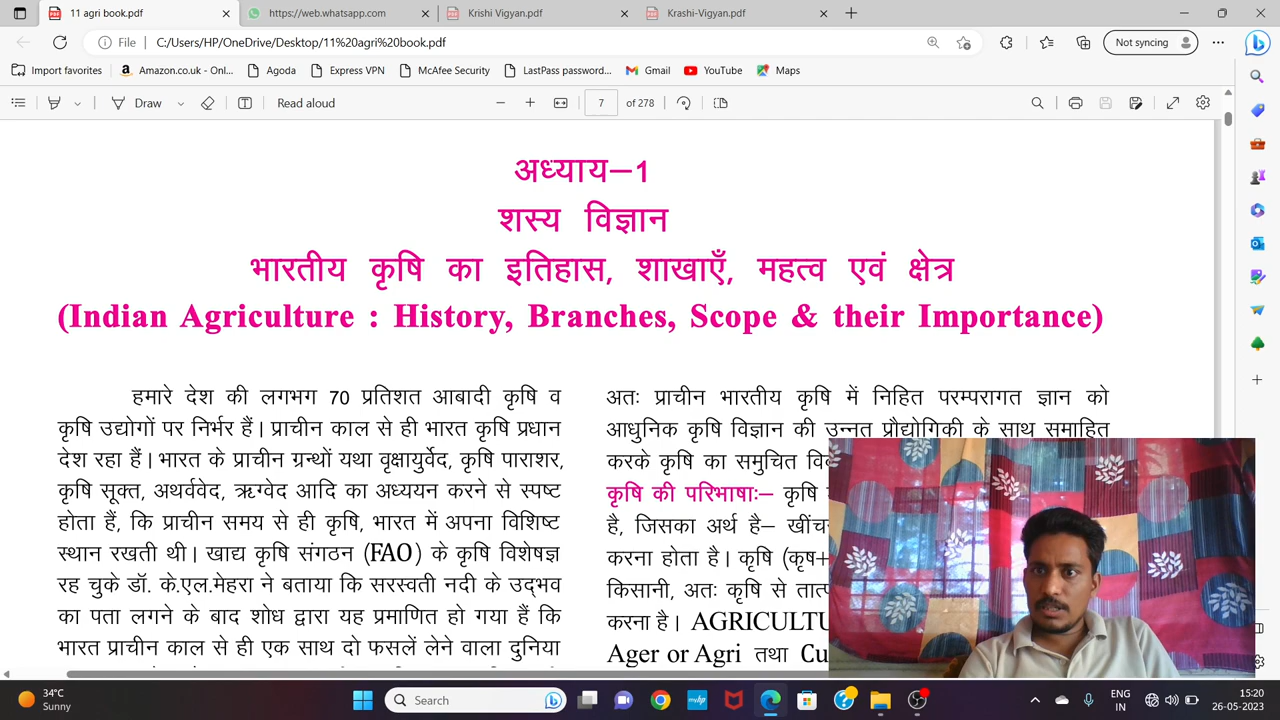 11 agri book.pdf
https://web.whatsapp.com
Krishi Vigyan.pdf
Krashi-Vigyan.pdf
File
C:/Users/HP/OneDrive/Desktop/11%20agri%20book.pdf
Not syncing
Import favorites
Amazon.co.uk - Onl...
Agoda
Express VPN
McAfee Security
LastPass password...
Gmail
YouTube
Maps
Draw
Read aloud
7 of 278
अध्याय–1
शस्य विज्ञान
भारतीय कृषि का इतिहास, शाखाएँ, महत्व एवं क्षेत्र
(Indian Agriculture : History, Branches, Scope & their Importance)
हमारे देश की लगभग 70 प्रतिशत आबादी कृषि व
कृषि उद्योगों पर निर्भर हैं। प्राचीन काल से ही भारत कृषि प्रधान
देश रहा हैं। भारत के प्राचीन ग्रन्थों यथा वृक्षायुर्वेद, कृषि पाराशर,
कृषि सूक्त, अथर्ववेद, ऋग्वेद आदि का अध्ययन करने से स्पष्ट
होता हैं, कि प्राचीन समय से ही कृषि, भारत में अपना विशिष्ट
स्थान रखती थी। खाद्य कृषि संगठन (FAO) के कृषि विशेषज्ञ
रह चुके डॉ. के.एल.मेहरा ने बताया कि सरस्वती नदी के उद्भव
का पता लगने के बाद शोध द्वारा यह प्रमाणित हो गया हैं कि
भारत प्राचीन काल से ही एक साथ दो फसलें लेने वाला दुनिया
अतः प्राचीन भारतीय कृषि में निहित परम्परागत ज्ञान को
आधुनिक कृषि विज्ञान की उन्नत प्रौद्योगिकी के साथ समाहित
करके कृषि का समुचित
कृषि की परिभाषाः– कृषि
है, जिसका अर्थ है– खींच
करना होता है। कृषि (कृष+
किसानी, अतः कृषि से
करना है। AGRICULTU
Ager or Agri तथा Cu
34°C
Sunny
Search
ENG
IN
15:20
26-05-2023